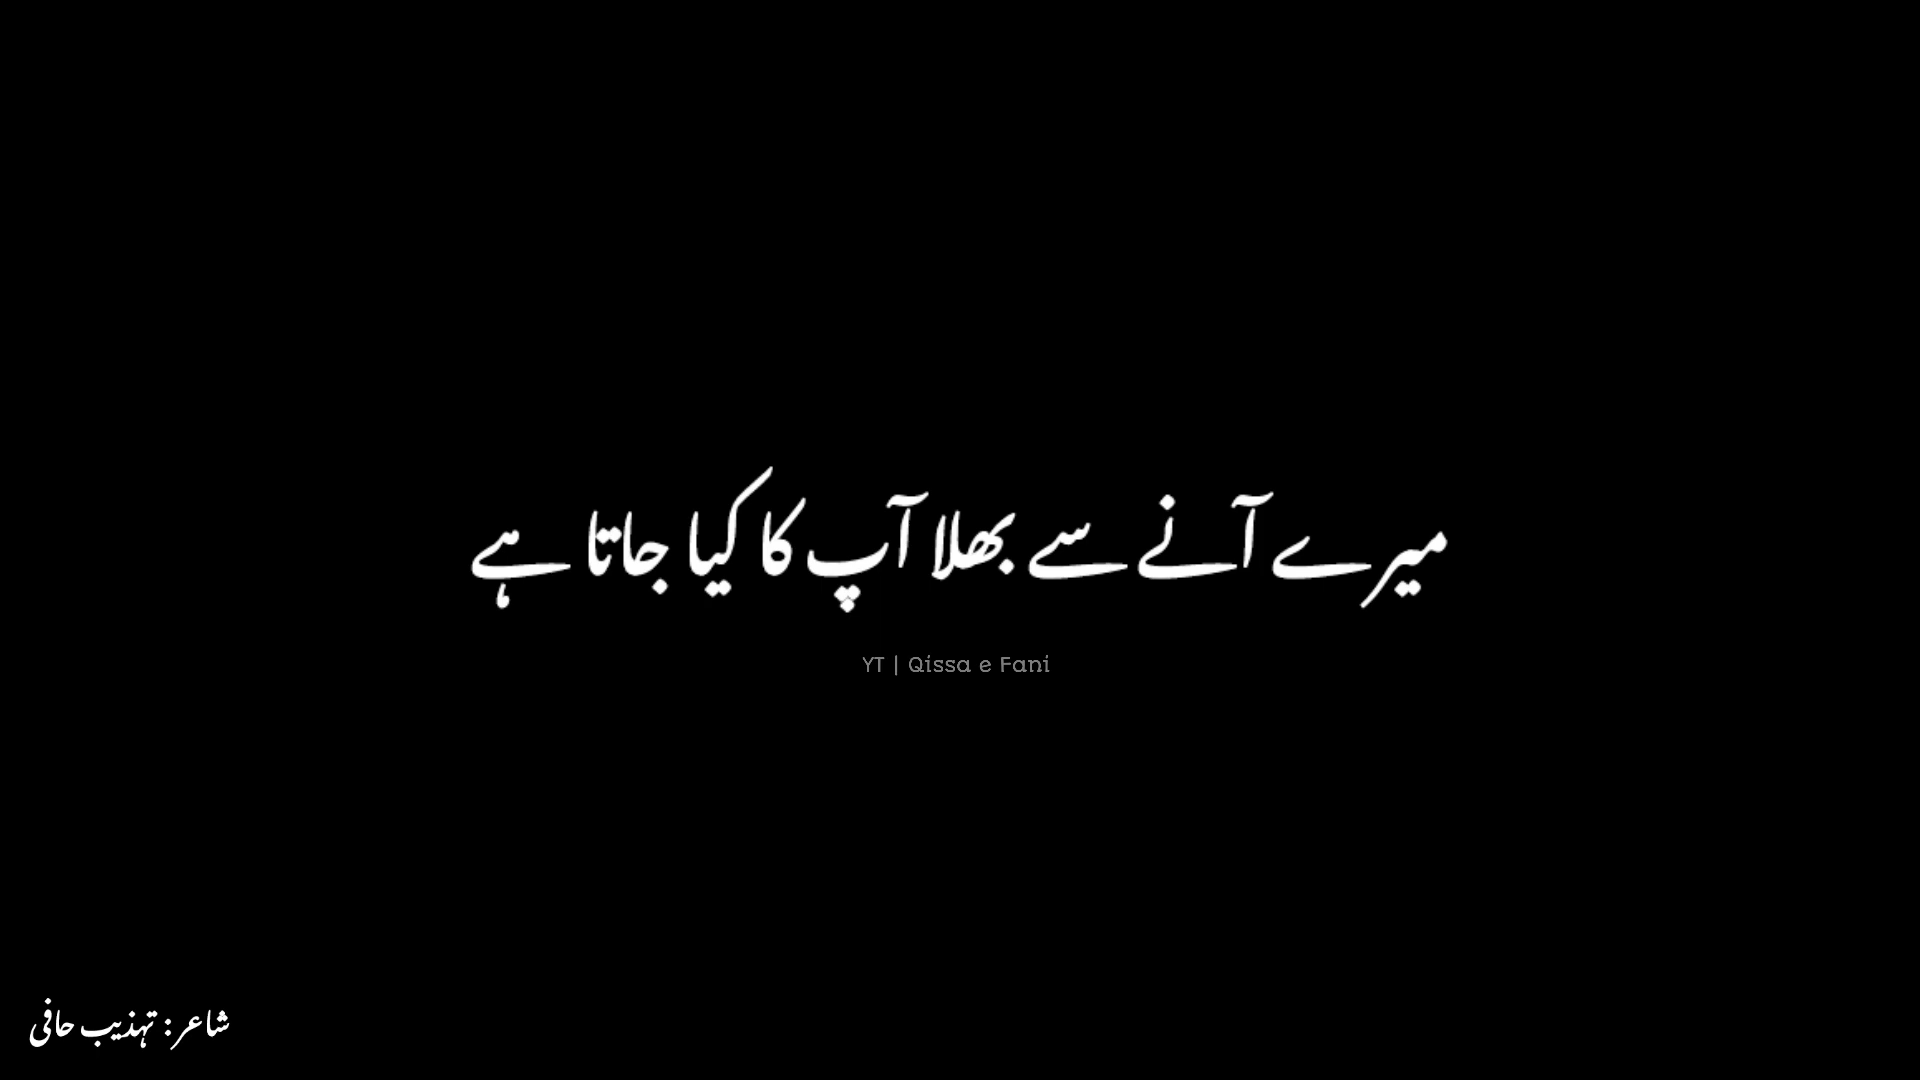 میرے آنے سے بھلا آپ کا کیا جاتا ہے
YT | Qissa e Fani
شاعر: تہذیب حافی